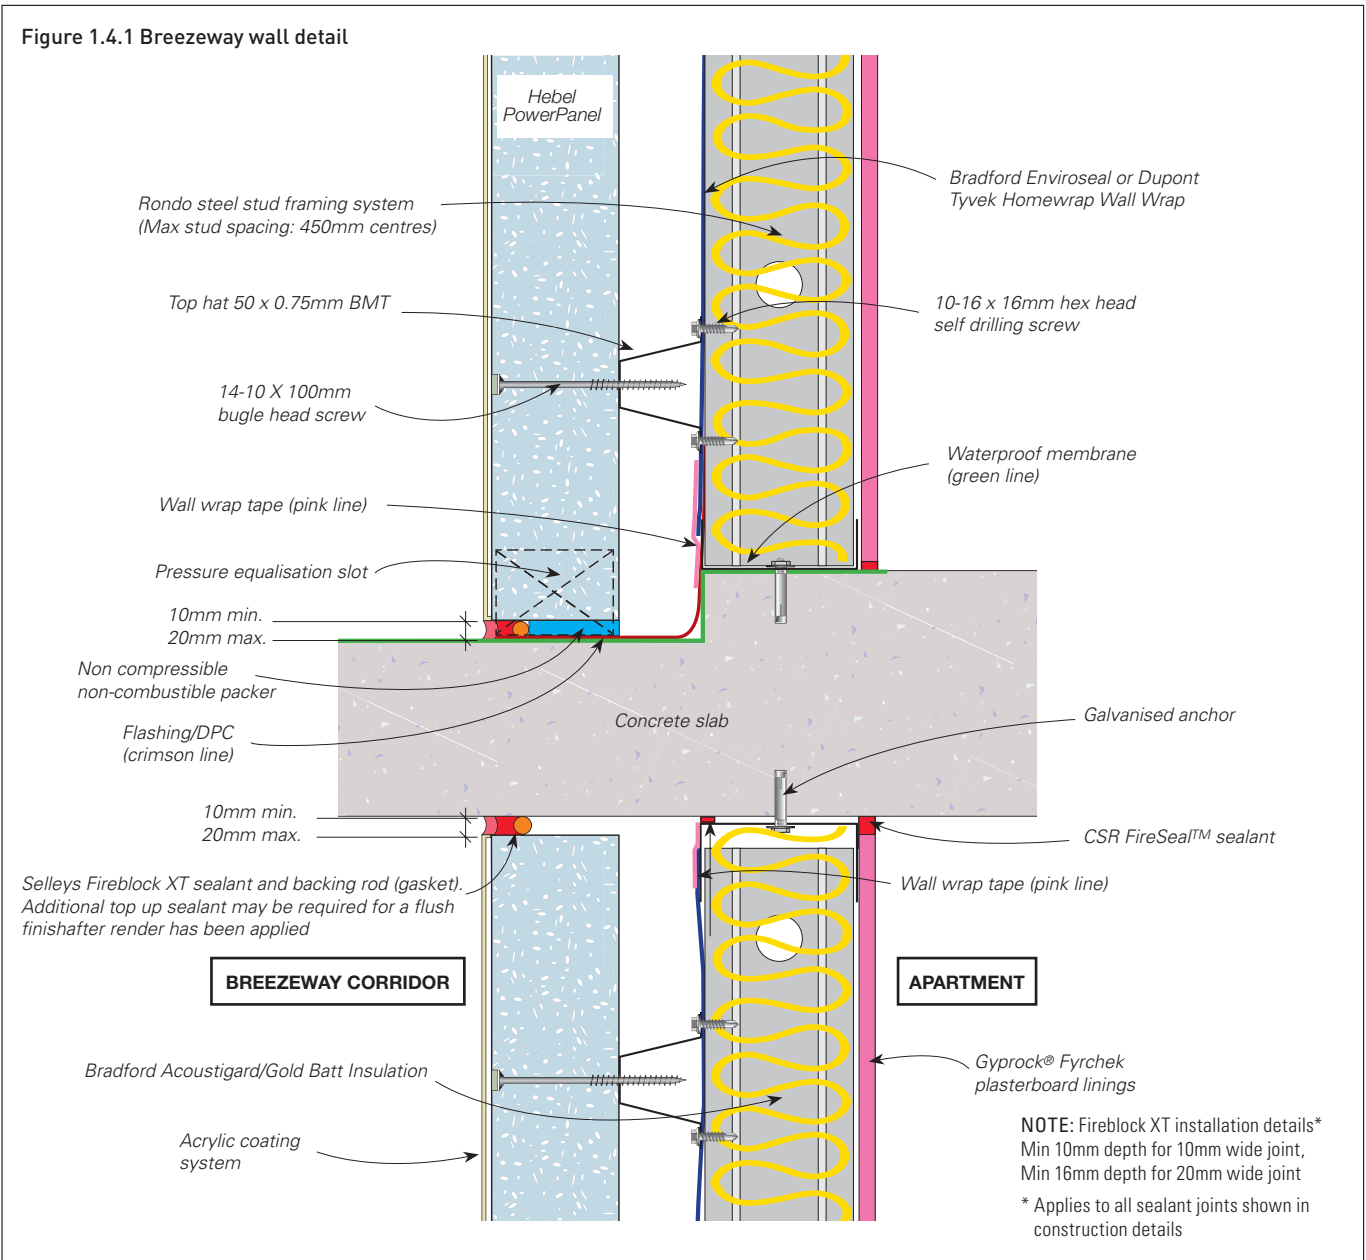 Figure 1.4.1 Breezeway wall detail
Hebel
PowerPanel
Rondo steel stud framing system
(Max stud spacing: 450mm centres)
Bradford Enviroseal or Dupont
Tyvek Homewrap Wall Wrap
Top hat 50 x 0.75mm BMT
10-16 x 16mm hex head
self drilling screw
14-10 X 100mm
bugle head screw
Waterproof membrane
(green line)
Wall wrap tape (pink line)
Pressure equalisation slot
10mm min.
20mm max.
Non compressible
non-combustible packer
Concrete slab
Galvanised anchor
Flashing/DPC
(crimson line)
10mm min.
20mm max.
CSR FireSeal™ sealant
Selleys Fireblock XT sealant and backing rod (gasket).
Additional top up sealant may be required for a flush
finishafter render has been applied
Wall wrap tape (pink line)
BREEZEWAY CORRIDOR
APARTMENT
Bradford Acoustigard/Gold Batt Insulation
Gyprock® Fyrchek
plasterboard linings
Acrylic coating
system
NOTE: Fireblock XT installation details*
Min 10mm depth for 10mm wide joint,
Min 16mm depth for 20mm wide joint
* Applies to all sealant joints shown in
construction details